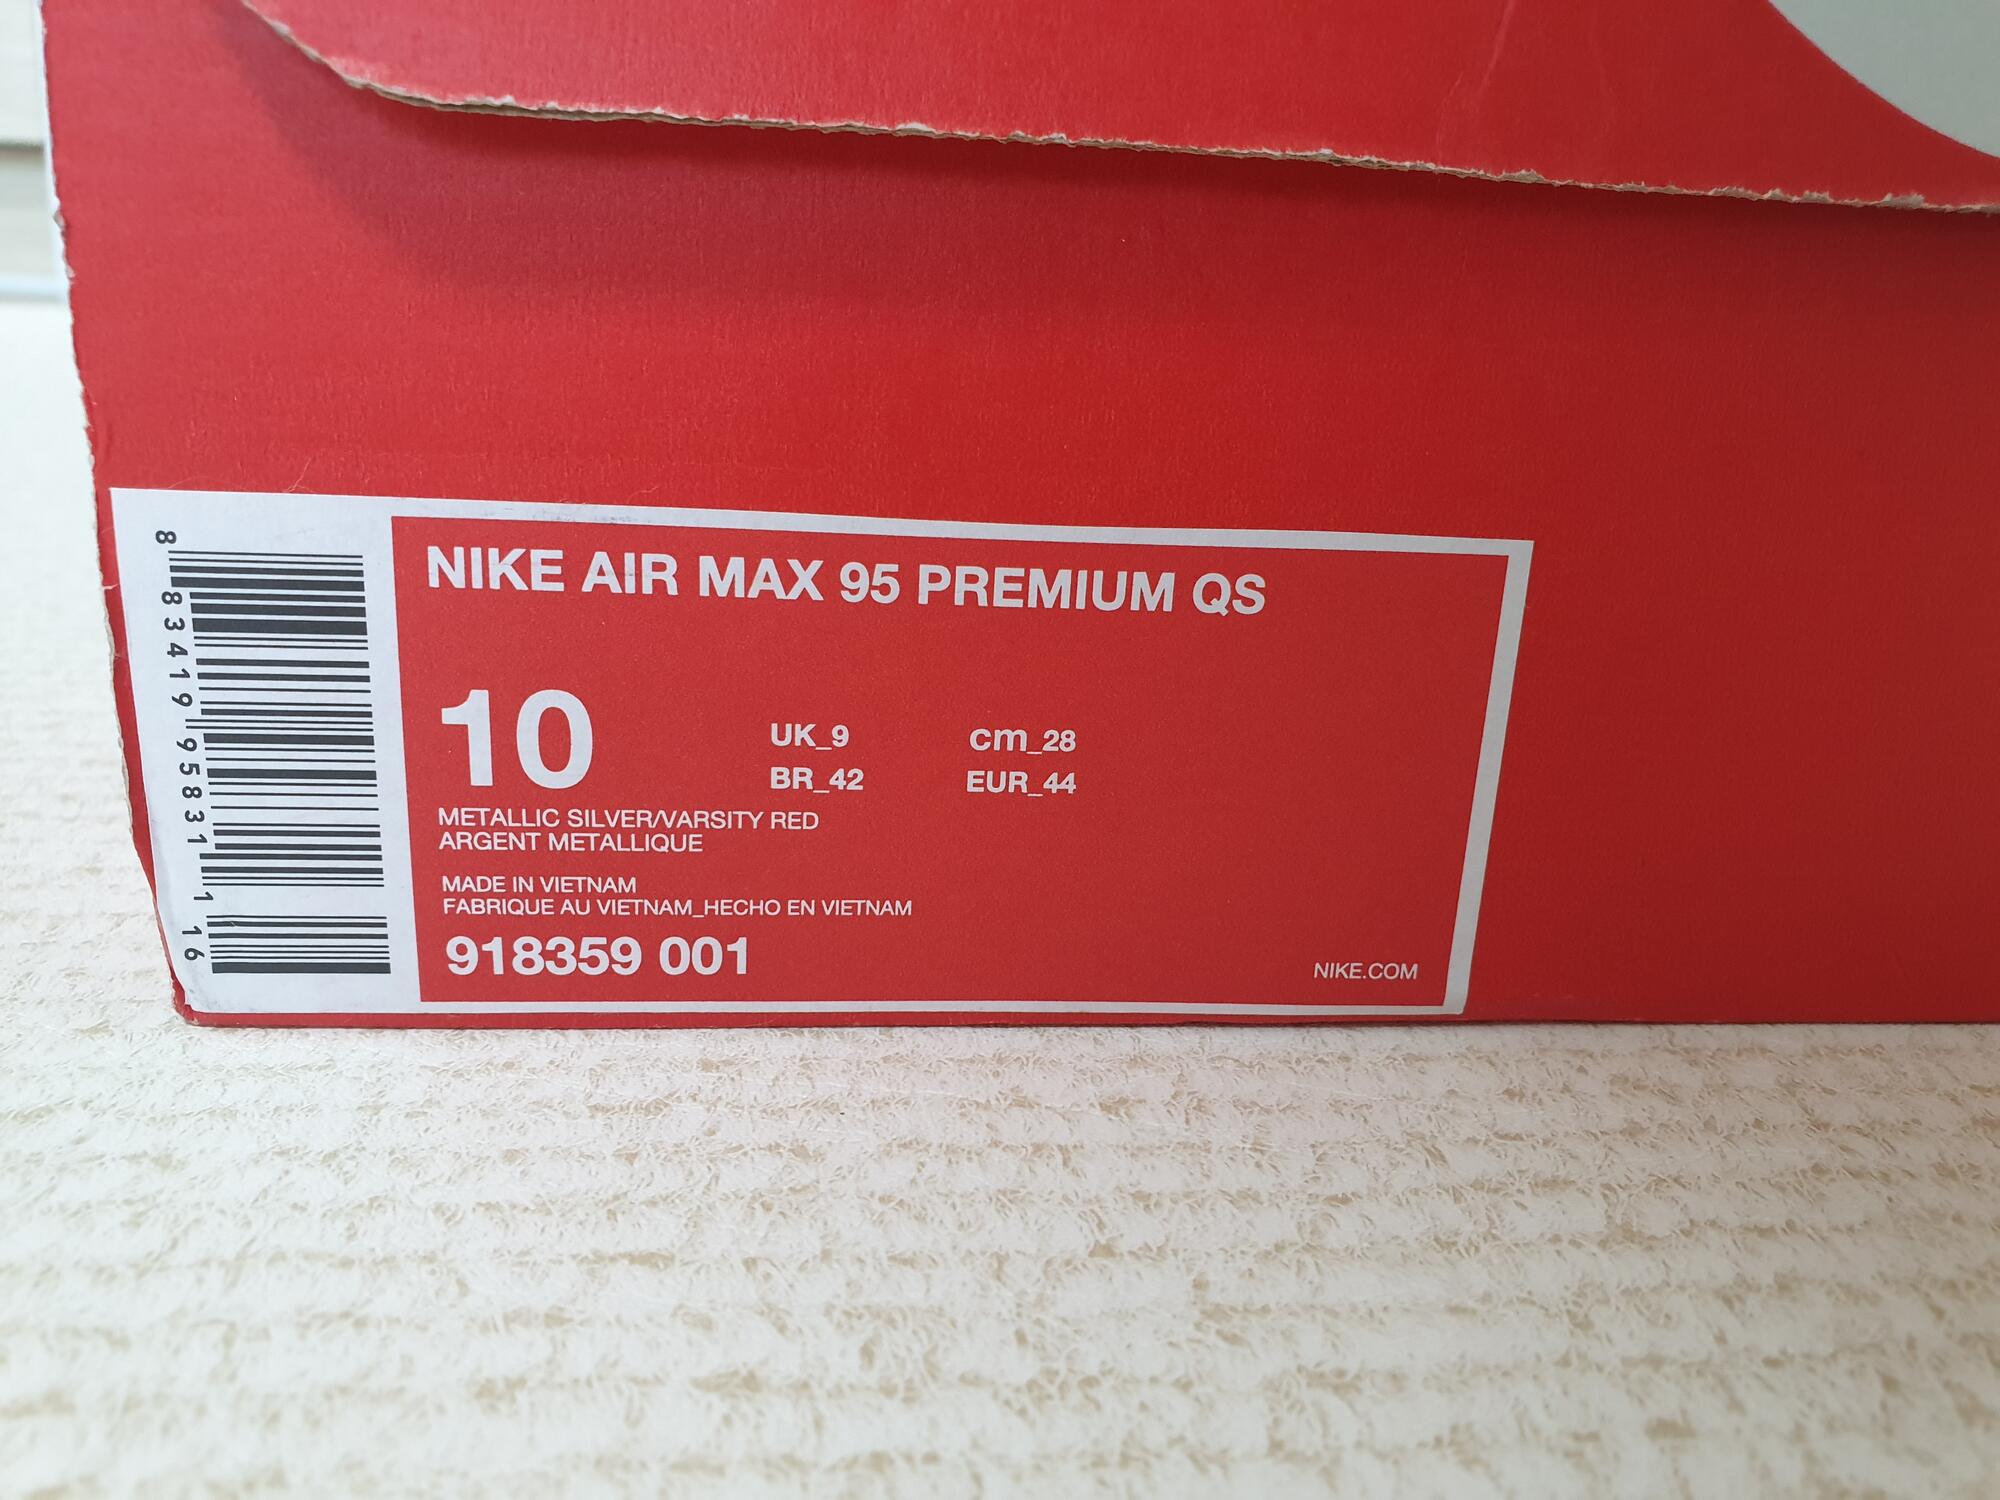 8 83419 95831 1 16
NIKE AIR MAX 95 PREMIUM QS
10
UK_9 cm_28
BR_42 EUR_44
METALLIC SILVER/VARSITY RED
ARGENT METALLIQUE
MADE IN VIETNAM
FABRIQUE AU VIETNAM_HECHO EN VIETNAM
918359 001
NIKE.COM